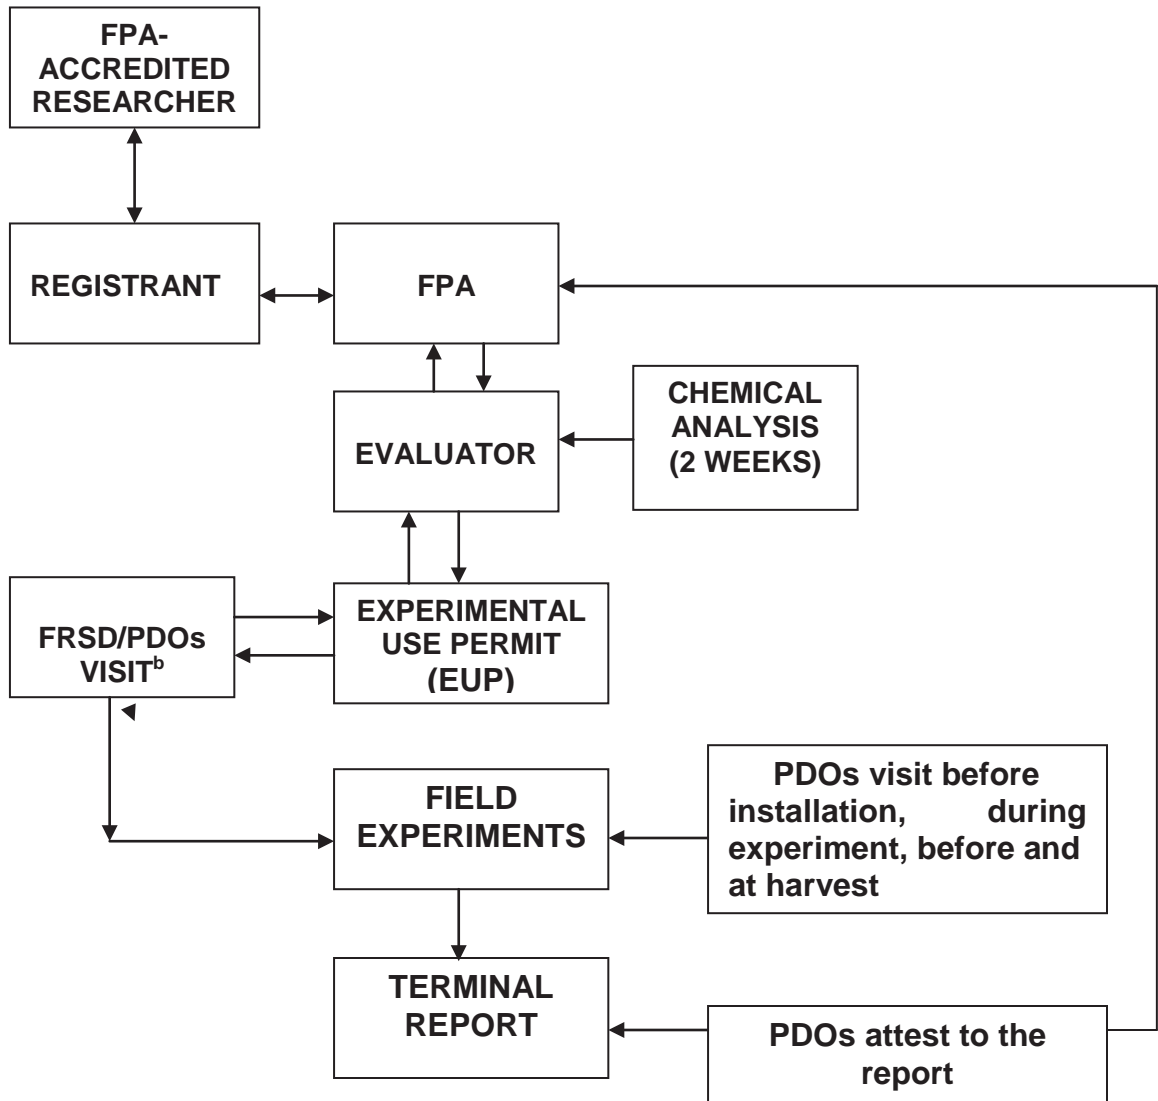 FPA-
ACCREDITED
RESEARCHER
REGISTRANT
FPA
CHEMICAL
ANALYSIS
(2 WEEKS)
EVALUATOR
FRSD/PDOs
VISITᵇ
EXPERIMENTAL
USE PERMIT
(EUP)
FIELD
EXPERIMENTS
PDOs visit before
installation, during
experiment, before and
at harvest
TERMINAL
REPORT
PDOs attest to the
report